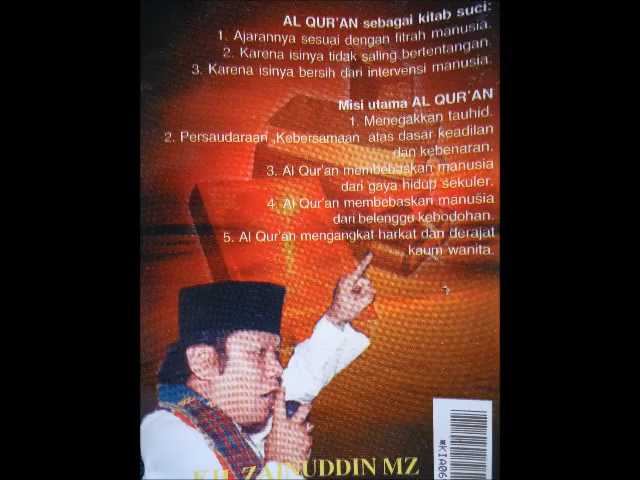 AL QUR'AN sebagai kitab suci:
1. Ajarannya sesuai dengan fitrah manusia.
2. Karena isinya tidak saling bertentangan.
3. Karena isinya bersih dari intervensi manusia.
Misi utama AL QUR'AN
1. Menegakkan tauhid.
2. Persaudaraan ,Kebersamaan atas dasar keadilan
dan kebenaran.
3. Al Qur'an membebaskan manusia
dari gaya hidup sekuler.
4. Al Qur'an membebaskan manusia
dari belenggu kebodohan.
5. Al Qur'an mengangkat harkat dan derajat
kaum wanita.
KH. ZAINUDDIN MZ
*KIA06